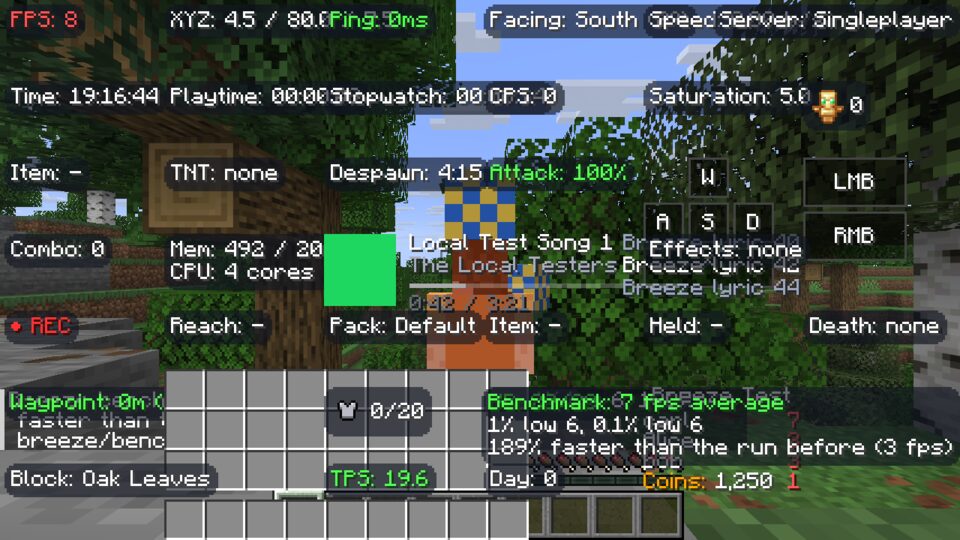 FPS: 8
XYZ: 4.5 / 80.
Ping: 0ms
Facing: South
Speed
Server: Singleplayer
Time: 19:16:44
Playtime: 00:00
Stopwatch: 00
CPS: 0
Saturation: 5.0
0
Item: -
TNT: none
Despawn: 4:15
Attack: 100%
W
LMB
A S D
RMB
Combo: 0
Mem: 492 / 20
CPU: 4 cores
Local Test Song 1
The Local Testers
0:42 / 3:21
Effects: none
Breeze lyric 42
Breeze lyric 44
REC
Reach: -
Pack: Default
Item: -
Held: -
Death: none
Waypoint: 0m
faster than
breeze/benc
0/20
Breeze Test
Benchmark: 7 fps average
1% low 6, 0.1% low 6
189% faster than the run before (3 fps)
Block: Oak Leaves
TPS: 19.6
Day: 0
Coins: 1,250
1